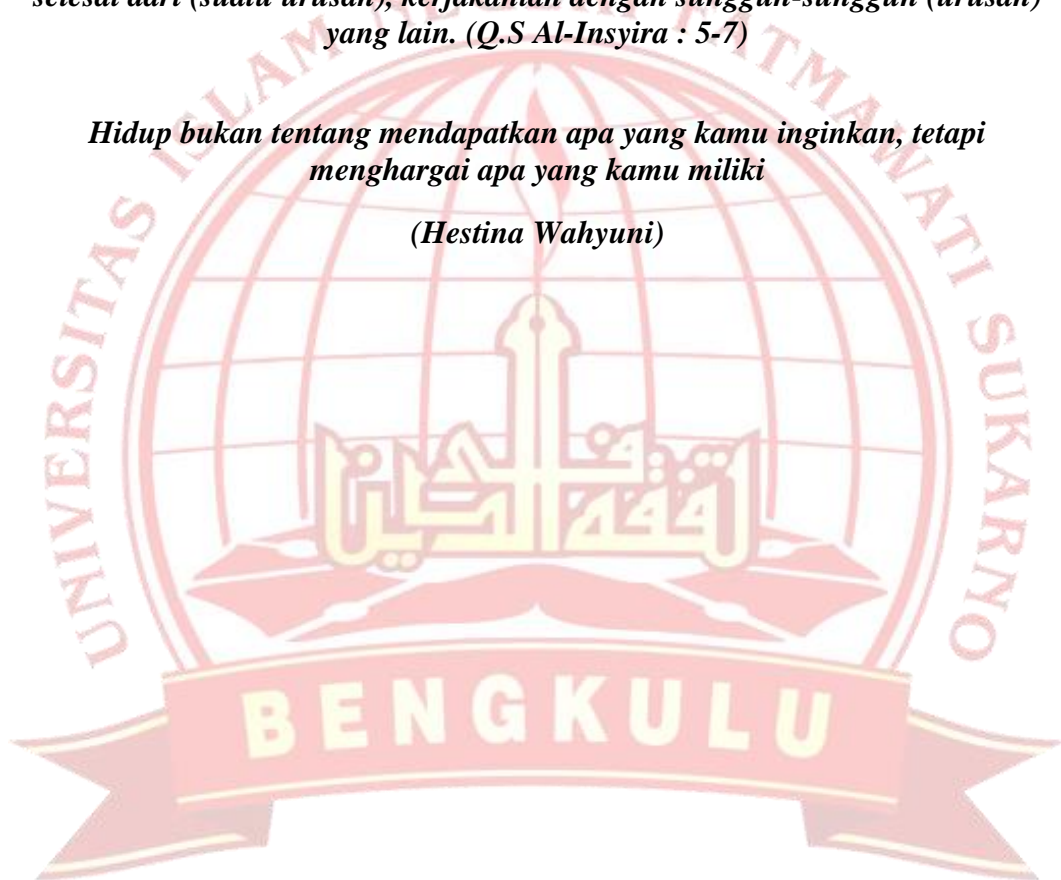 selesai dari (suatu urusan), kerjakanlah dengan sungguh-sungguh (urusan)
yang lain. (Q.S Al-Insyira : 5-7)
Hidup bukan tentang mendapatkan apa yang kamu inginkan, tetapi
menghargai apa yang kamu miliki
(Hestina Wahyuni)
UNIVERSITAS ISLAM FATMAWATI SUKARNO
BENGKULU